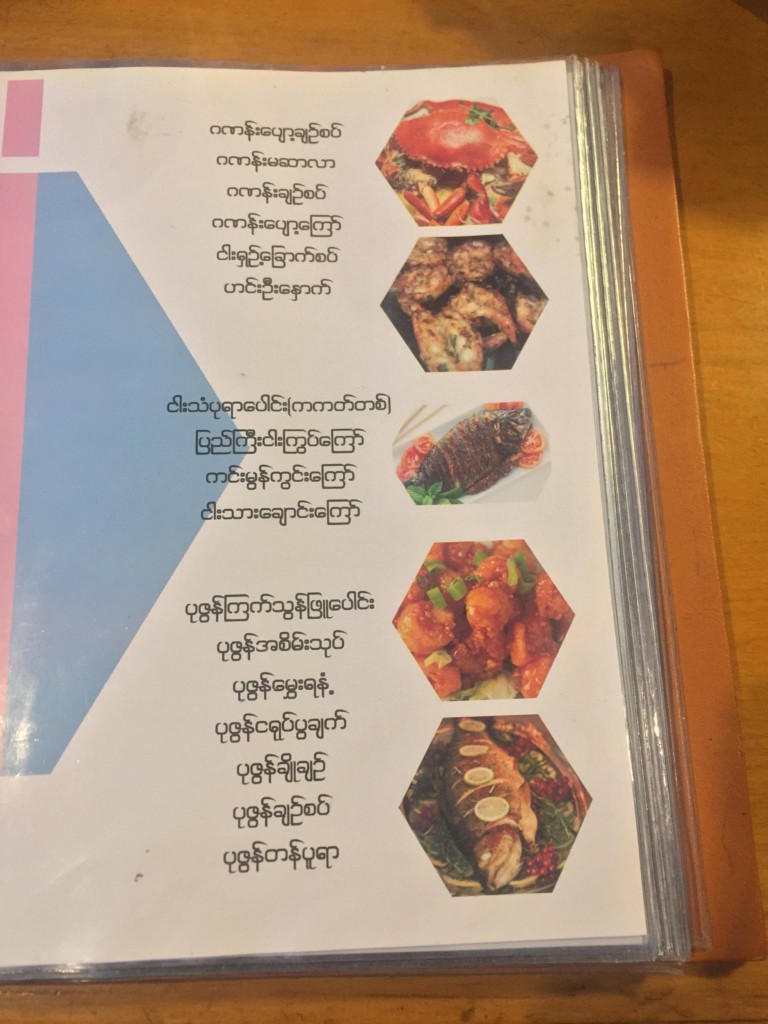 ဂဏန်းပျော့ချဉ်စပ်
ဂဏန်းမဆာလာ
ဂဏန်းချဉ်စပ်
ဂဏန်းပျော့ကြော်
ငါးရှဉ့်ခြောက်စပ်
ဟင်းဦးနှောက်
ငါးသံပုရာပေါင်း(ကကတ်တစ်)
ပြည်ကြီးငါးကြွပ်ကြော်
ကင်းမွန်ကွင်းကြော်
ငါးသားချောင်းကြော်
ပုဇွန်ကြက်သွန်ဖြူပေါင်း
ပုဇွန်အစိမ်းသုပ်
ပုဇွန်မွှေးရနံ့
ပုဇွန်ငရုပ်ပွချက်
ပုဇွန်ချိုချဉ်
ပုဇွန်ချဉ်စပ်
ပုဇွန်တန်ပူရာ